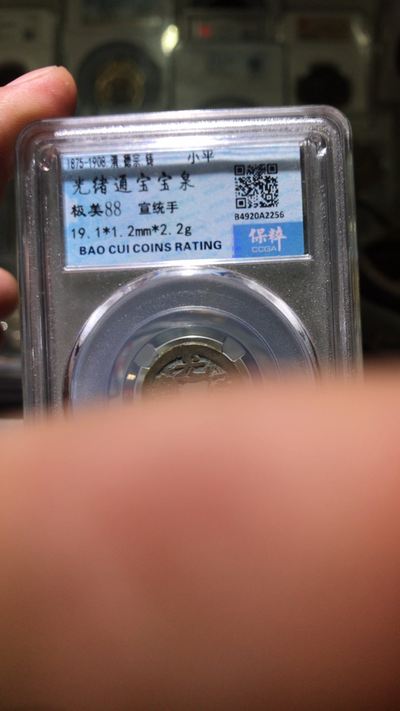 1875-1908 清 德宗 钱 小平
光绪通宝宝泉
极美88 宣统手
B4920A2256
19.1*1.2mm*2.2g
保粹
CCGA
BAO CUI COINS RATING